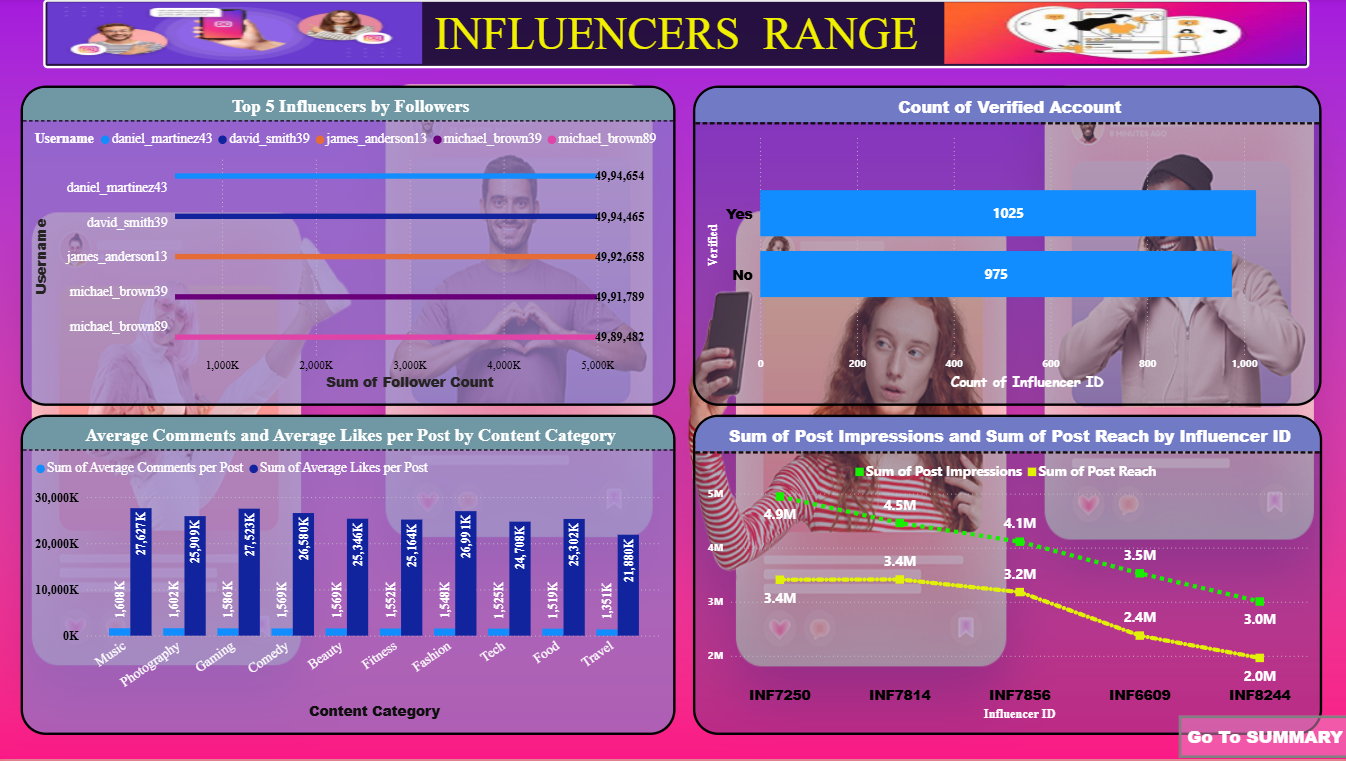 INFLUENCERS RANGE
Top 5 Influencers by Followers
Username daniel_martinez43 david_smith39 james_anderson13 michael_brown39 michael_brown89
Username
daniel_martinez43 49,94,654
david_smith39 49,94,465
james_anderson13 49,92,658
michael_brown39 49,91,789
michael_brown89 49,89,482
1,000K 2,000K 3,000K 4,000K 5,000K
Sum of Follower Count
Count of Verified Account
9 MINUTES AGO
Verified
Yes 1025
No 975
0 200 400 600 800 1,000
Count of Influencer ID
Average Comments and Average Likes per Post by Content Category
Sum of Average Comments per Post Sum of Average Likes per Post
30,000K
20,000K
10,000K
0K
1,608K 27,627K 1,602K 25,909K 1,586K 27,523K 1,569K 26,580K 1,569K 25,346K 1,552K 25,164K 1,548K 26,991K 1,525K 24,708K 1,519K 25,302K 1,351K 21,880K
Music Photography Gaming Comedy Beauty Fitness Fashion Tech Food Travel
Content Category
Sum of Post Impressions and Sum of Post Reach by Influencer ID
Sum of Post Impressions Sum of Post Reach
5M
4M
3M
2M
4.9M 4.5M 4.1M 3.5M 3.0M
3.4M 3.4M 3.2M 2.4M 2.0M
INF7250 INF7814 INF7856 INF6609 INF8244
Influencer ID
Go To SUMMARY